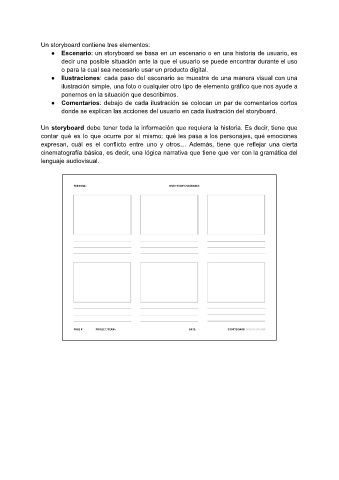 Un storyboard contiene tres elementos:
● Escenario: un storyboard se basa en un escenario o en una historia de usuario, es
decir una posible situación ante la que el usuario se puede encontrar durante el uso
o para la cual sea necesario usar un producto digital.
● Ilustraciones: cada paso del escenario se muestra de una manera visual con una
ilustración simple, una foto o cualquier otro tipo de elemento gráfico que nos ayude a
ponernos en la situación que describimos.
● Comentarios: debajo de cada ilustración se colocan un par de comentarios cortos
donde se explican las acciones del usuario en cada ilustración del storyboard.
Un storyboard debe tener toda la información que requiera la historia. Es decir, tiene que
contar qué es lo que ocurre por sí mismo: qué les pasa a los personajes, qué emociones
expresan, cuál es el conflicto entre uno y otros... Además, tiene que reflejar una cierta
cinematografía básica, es decir, una lógica narrativa que tiene que ver con la gramática del
lenguaje audiovisual.
PERSONA:
DATE: